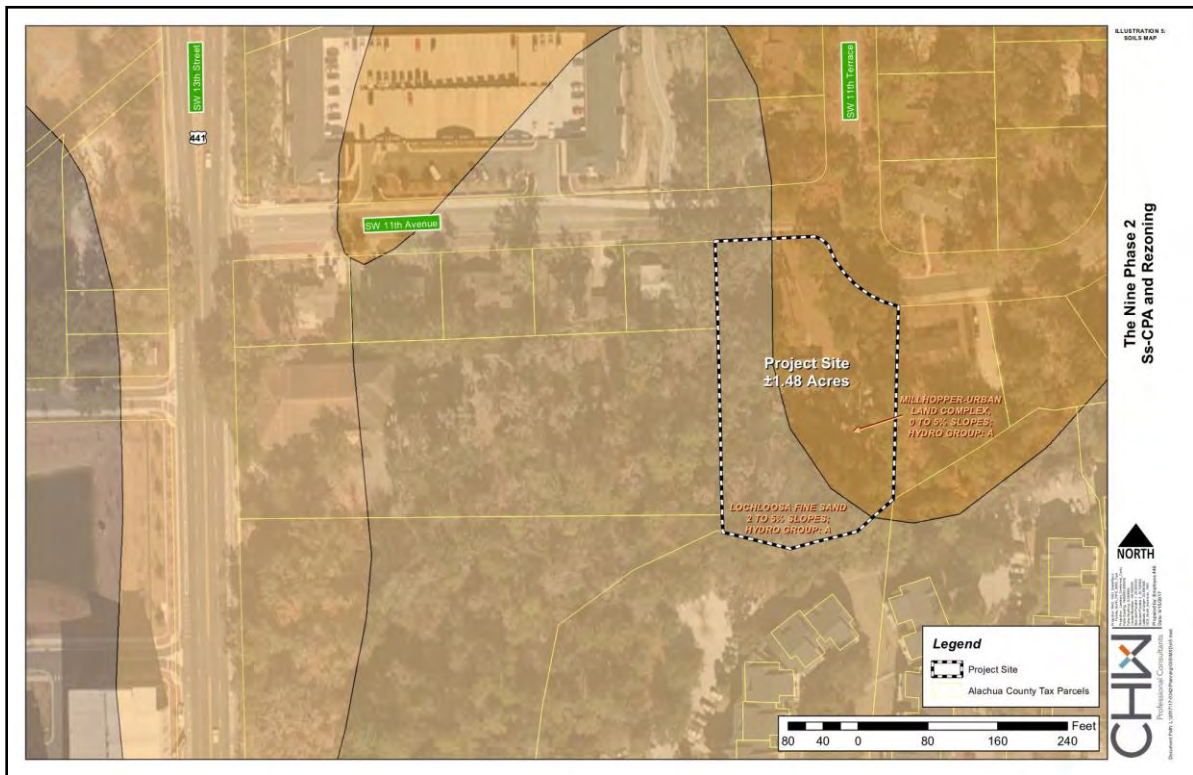 ILLUSTRATION 5:
SOILS MAP
SW 13th Street
441
SW 11th Terrace
SW 11th Avenue
The Nine Phase 2
Ss-CPA and Rezoning
Project Site
±1.48 Acres
MILLHOPPER-URBAN
LAND COMPLEX,
0 TO 5% SLOPES;
HYDRO GROUP: A
LOCHLOOSA FINE SAND
2 TO 5% SLOPES;
HYDRO GROUP: A
NORTH
Legend
Project Site
Alachua County Tax Parcels
Feet
80 40 0 80 160 240
CHW
Professional Consultants